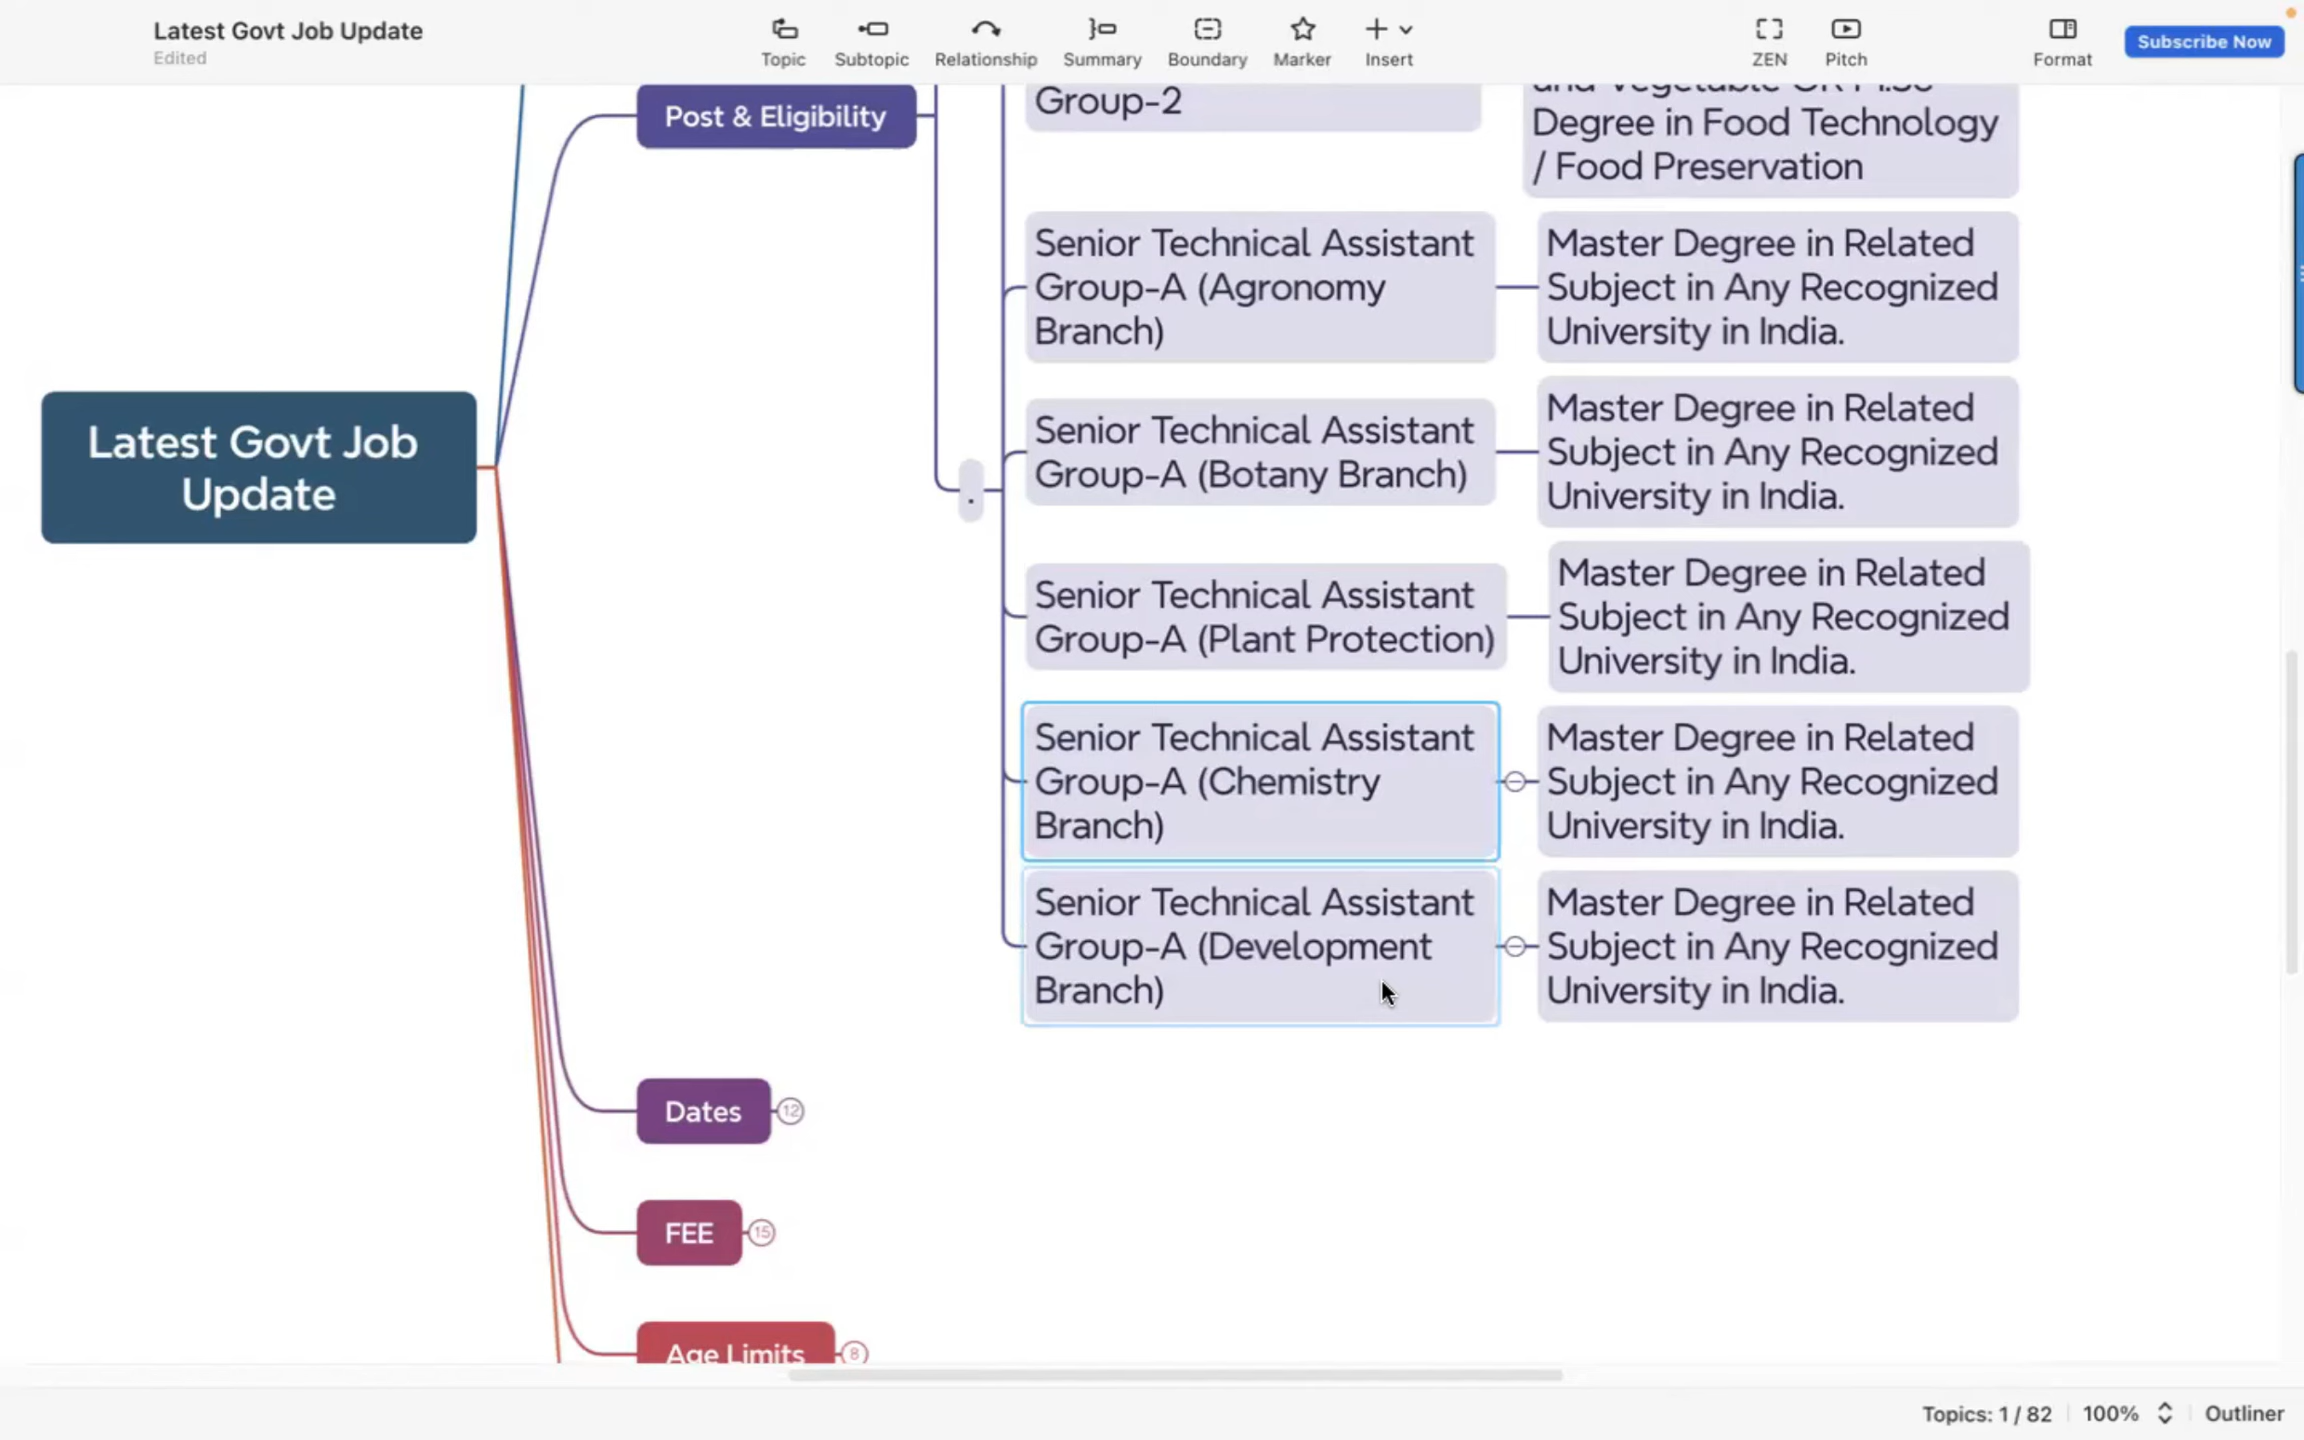 Latest Govt Job Update
Edited
Topic
Subtopic
Relationship
Summary
Boundary
Marker
Insert
ZEN
Pitch
Format
Subscribe Now
Post & Eligibility
Group-2
and Vegetable OR M.Sc
Degree in Food Technology
/ Food Preservation
Senior Technical Assistant
Group-A (Agronomy
Branch)
Master Degree in Related
Subject in Any Recognized
University in India.
Latest Govt Job
Update
.
Senior Technical Assistant
Group-A (Botany Branch)
Master Degree in Related
Subject in Any Recognized
University in India.
Senior Technical Assistant
Group-A (Plant Protection)
Master Degree in Related
Subject in Any Recognized
University in India.
Senior Technical Assistant
Group-A (Chemistry
Branch)
Master Degree in Related
Subject in Any Recognized
University in India.
Senior Technical Assistant
Group-A (Development
Branch)
Master Degree in Related
Subject in Any Recognized
University in India.
Dates
12
FEE
15
Age Limits
8
Topics: 1 / 82
100%
Outliner